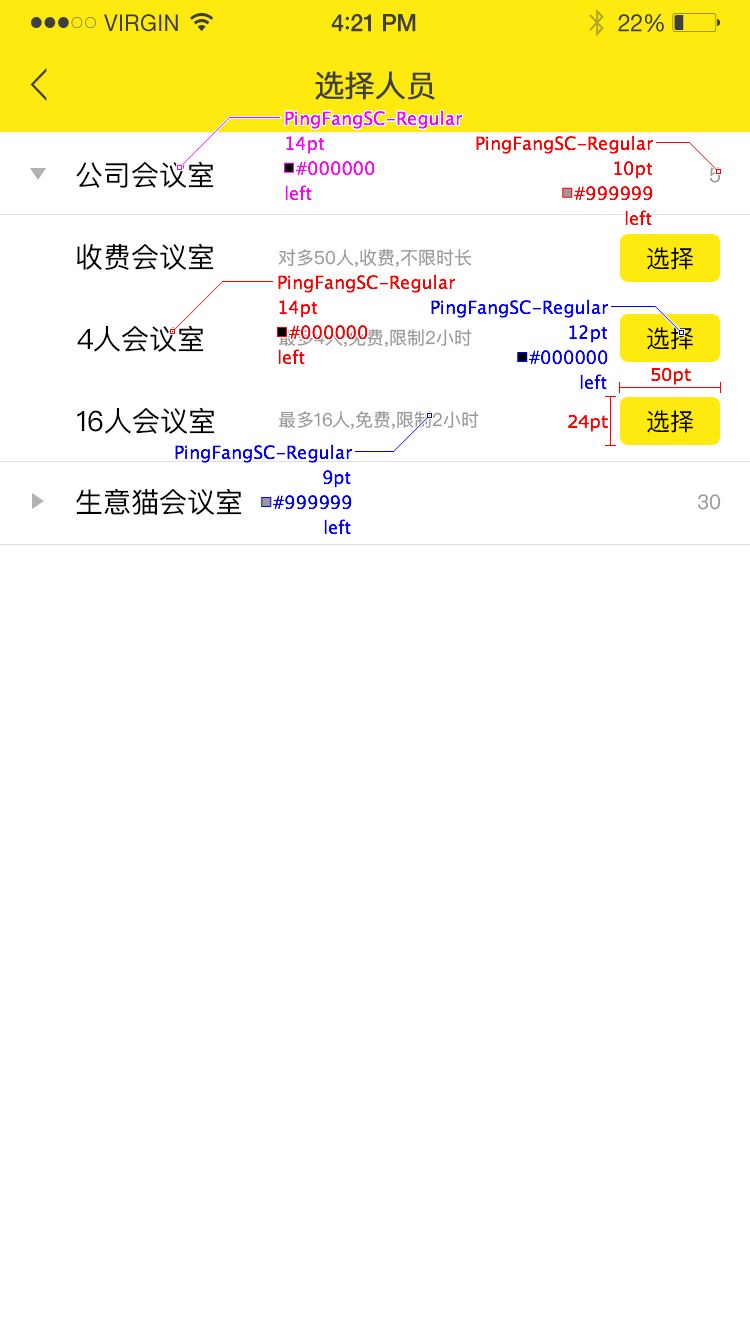 VIRGIN 4:21 PM 22%
选择人员
PingFangSC-Regular
14pt
#000000
left
PingFangSC-Regular
10pt
#999999
left
公司会议室 5
收费会议室 对多50人,收费,不限时长 选择
PingFangSC-Regular
14pt
#000000
left
PingFangSC-Regular
12pt
#000000
left
4人会议室 最多4人,免费,限制2小时 选择
50pt
24pt
16人会议室 最多16人,免费,限制2小时 选择
PingFangSC-Regular
9pt
#999999
left
生意猫会议室 30